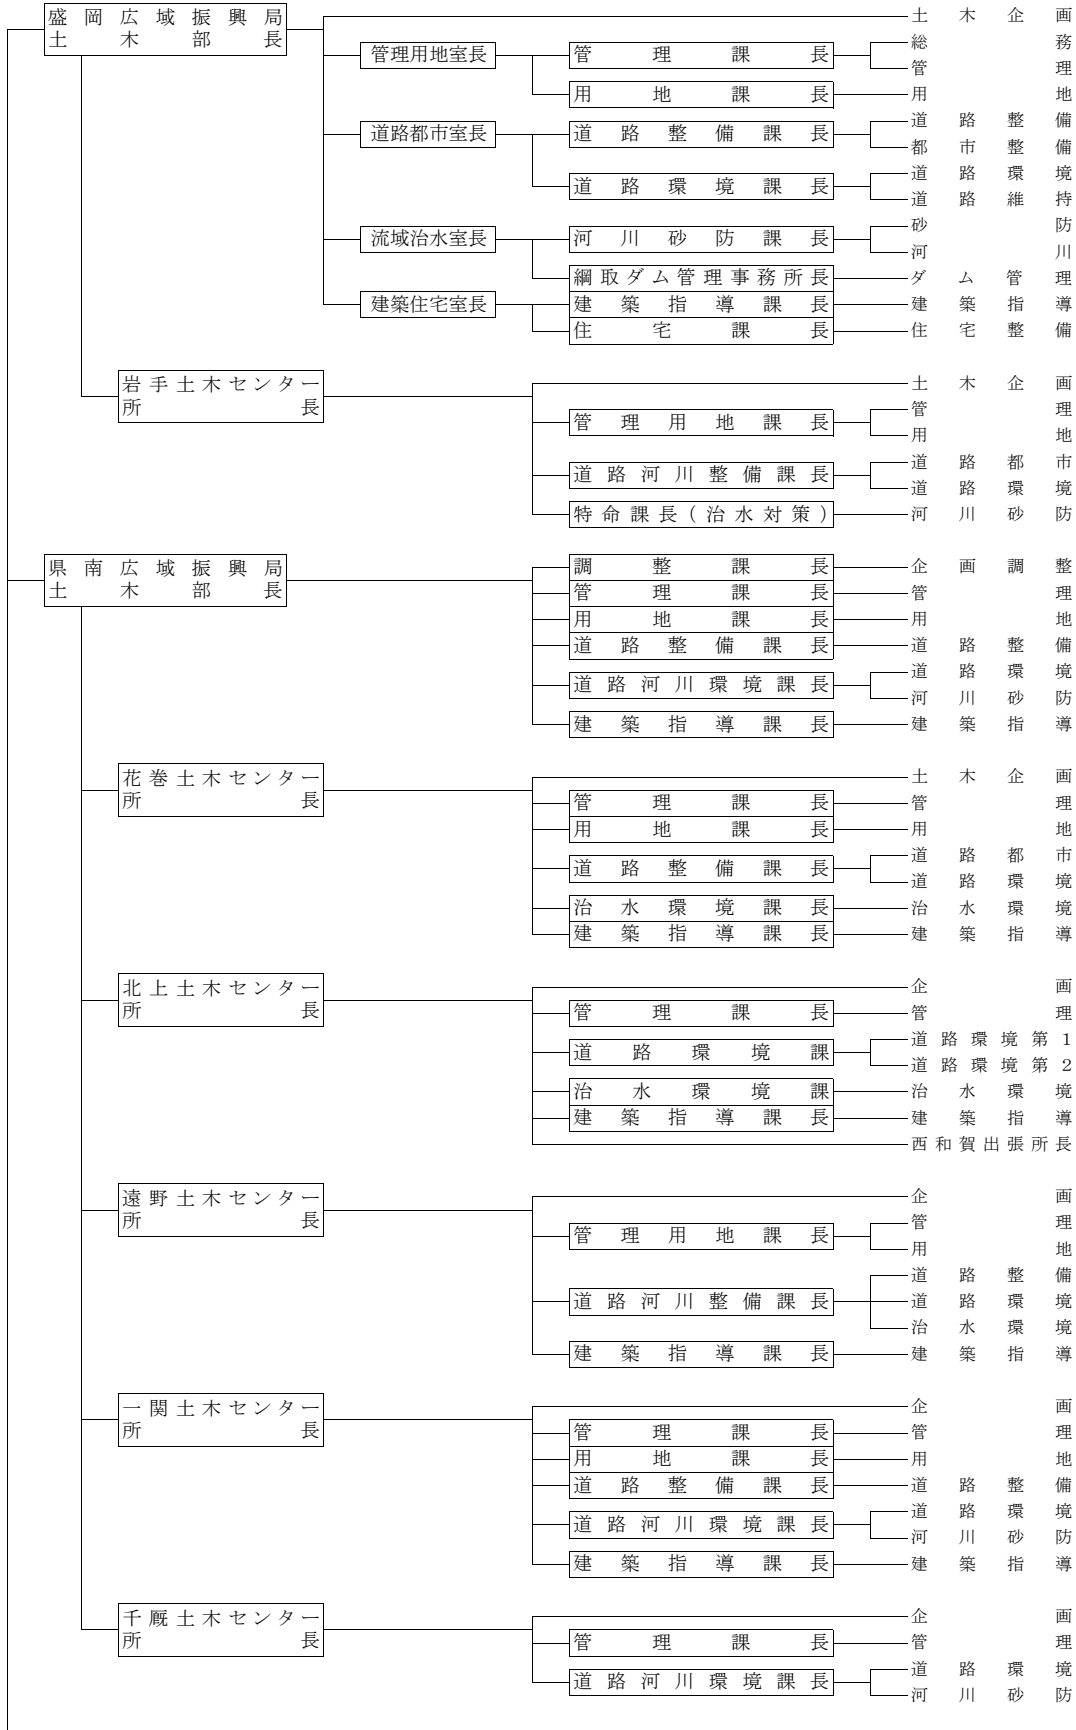 盛岡広域振興局
土木部長
土木企画
管理用地室長
管理課長
総務
管理
用地課長
用地
道路都市室長
道路整備課長
道路整備
都市整備
道路環境課長
道路環境
道路維持
流域治水室長
河川砂防課長
砂防
河川
綱取ダム管理事務所長
ダム管理
建築住宅室長
建築指導課長
建築指導
住宅課長
住宅整備
岩手土木センター
所長
土木企画
管理用地課長
管理
用地
道路河川整備課長
道路都市
道路環境
特命課長(治水対策)
河川砂防
県南広域振興局
土木部長
調整課長
企画調整
管理課長
管理
用地課長
用地
道路整備課長
道路整備
道路河川環境課長
道路環境
河川砂防
建築指導課長
建築指導
花巻土木センター
所長
土木企画
管理課長
管理
用地課長
用地
道路整備課長
道路都市
道路環境
治水環境課長
治水環境
建築指導課長
建築指導
北上土木センター
所長
企画
管理課長
管理
道路環境課
道路環境第1
道路環境第2
治水環境課
治水環境
建築指導課長
建築指導
西和賀出張所長
遠野土木センター
所長
企画
管理用地課長
管理
用地
道路河川整備課長
道路整備
道路環境
治水環境
建築指導課長
建築指導
一関土木センター
所長
企画
管理課長
管理
用地課長
用地
道路整備課長
道路整備
道路河川環境課長
道路環境
河川砂防
建築指導課長
建築指導
千厩土木センター
所長
企画
管理課長
管理
道路河川環境課長
道路環境
河川砂防